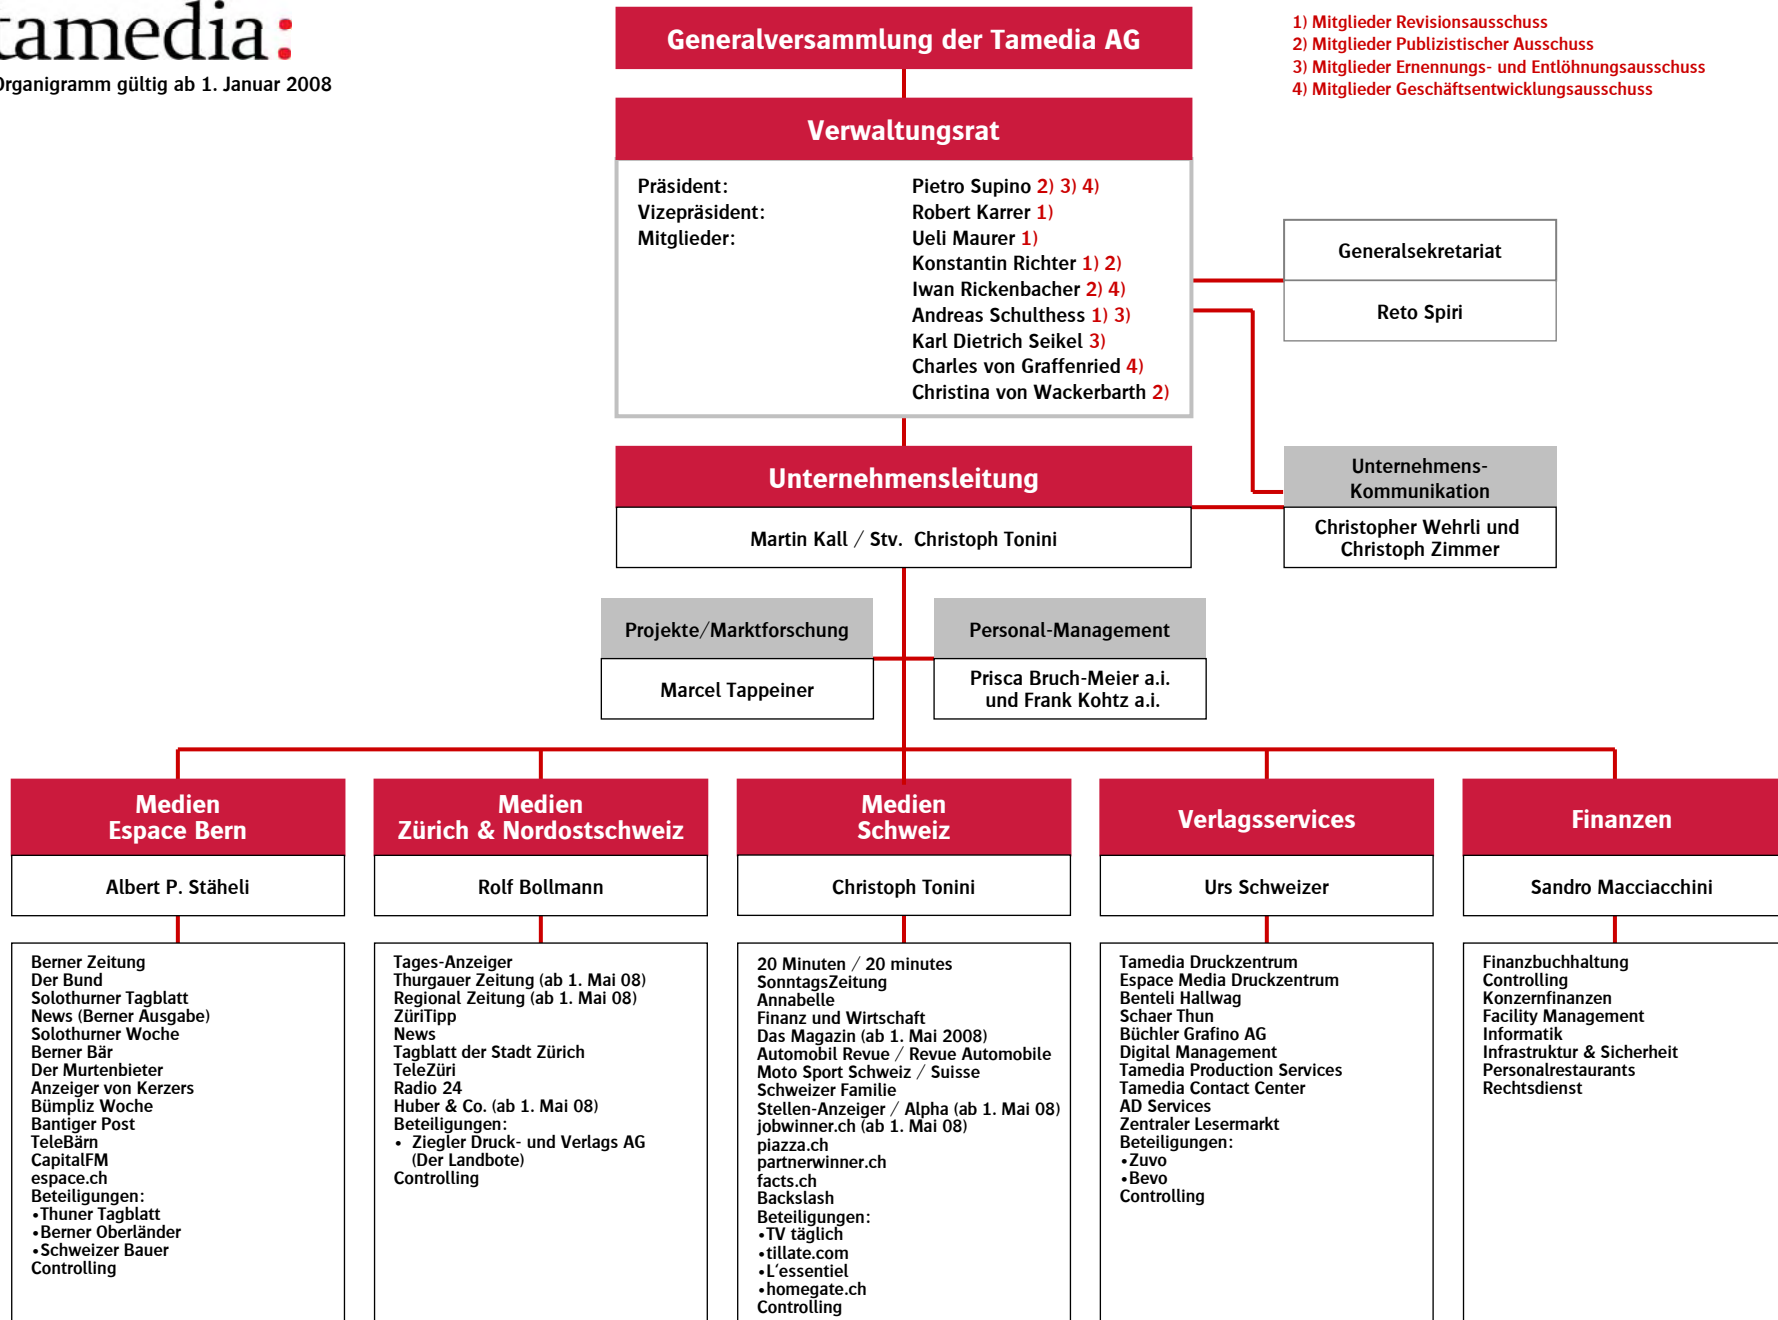 tamedia:
Organigramm gültig ab 1. Januar 2008
Generalversammlung der Tamedia AG
1) Mitglieder Revisionsausschuss
2) Mitglieder Publizistischer Ausschuss
3) Mitglieder Ernennungs- und Entlöhnungsausschuss
4) Mitglieder Geschäftsentwicklungsausschuss
Verwaltungsrat
Präsident: Pietro Supino 2) 3) 4)
Vizepräsident: Robert Karrer 1)
Mitglieder: Ueli Maurer 1)
Konstantin Richter 1) 2)
Iwan Rickenbacher 2) 4)
Andreas Schulthess 1) 3)
Karl Dietrich Seikel 3)
Charles von Graffenried 4)
Christina von Wackerbarth 2)
Generalsekretariat
Reto Spiri
Unternehmensleitung
Martin Kall / Stv. Christoph Tonini
Unternehmens-
Kommunikation
Christopher Wehrli und
Christoph Zimmer
Projekte/Marktforschung
Marcel Tappeiner
Personal-Management
Prisca Bruch-Meier a.i.
und Frank Kohtz a.i.
Medien
Espace Bern
Albert P. Stäheli
Berner Zeitung
Der Bund
Solothurner Tagblatt
News (Berner Ausgabe)
Solothurner Woche
Berner Bär
Der Murtenbieter
Anzeiger von Kerzers
Bümpliz Woche
Bantiger Post
TeleBärn
CapitalFM
espace.ch
Beteiligungen:
•Thuner Tagblatt
•Berner Oberländer
•Schweizer Bauer
Controlling
Medien
Zürich & Nordostschweiz
Rolf Bollmann
Tages-Anzeiger
Thurgauer Zeitung (ab 1. Mai 08)
Regional Zeitung (ab 1. Mai 08)
ZüriTipp
News
Tagblatt der Stadt Zürich
TeleZüri
Radio 24
Huber & Co. (ab 1. Mai 08)
Beteiligungen:
• Ziegler Druck- und Verlags AG
(Der Landbote)
Controlling
Medien
Schweiz
Christoph Tonini
20 Minuten / 20 minutes
SonntagsZeitung
Annabelle
Finanz und Wirtschaft
Das Magazin (ab 1. Mai 2008)
Automobil Revue / Revue Automobile
Moto Sport Schweiz / Suisse
Schweizer Familie
Stellen-Anzeiger / Alpha (ab 1. Mai 08)
jobwinner.ch (ab 1. Mai 08)
piazza.ch
partnerwinner.ch
facts.ch
Backslash
Beteiligungen:
•TV täglich
•tillate.com
•L‘essentiel
•homegate.ch
Controlling
Verlagsservices
Urs Schweizer
Tamedia Druckzentrum
Espace Media Druckzentrum
Benteli Hallwag
Schaer Thun
Büchler Grafino AG
Digital Management
Tamedia Production Services
Tamedia Contact Center
AD Services
Zentraler Lesermarkt
Beteiligungen:
•Zuvo
•Bevo
Controlling
Finanzen
Sandro Macciacchini
Finanzbuchhaltung
Controlling
Konzernfinanzen
Facility Management
Informatik
Infrastruktur & Sicherheit
Personalrestaurants
Rechtsdienst